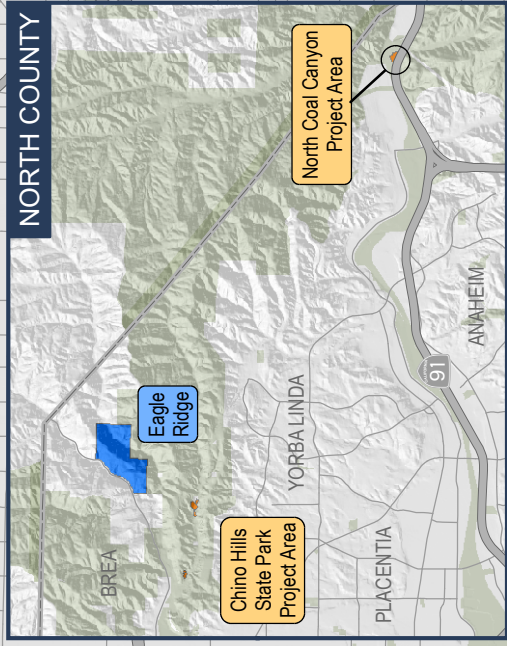 NORTH COUNTY
North Coal Canyon
Project Area
Eagle
Ridge
BREA
Chino Hills
State Park
Project Area
YORBA LINDA
PLACENTIA
ANAHEIM
91